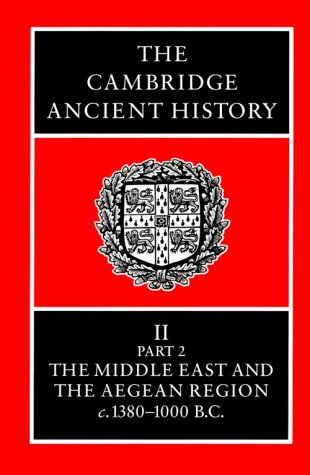 THE
CAMBRIDGE
ANCIENT HISTORY
II
PART 2
THE MIDDLE EAST AND
THE AEGEAN REGION
c.1380–1000 B.C.